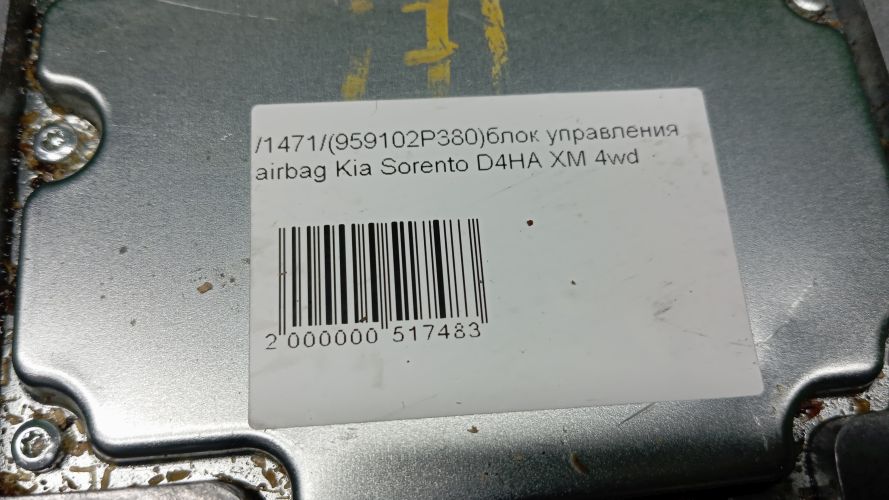 /1471/(959102P380)блок управления
airbag Kia Sorento D4HA XM 4wd
2 000000 517483